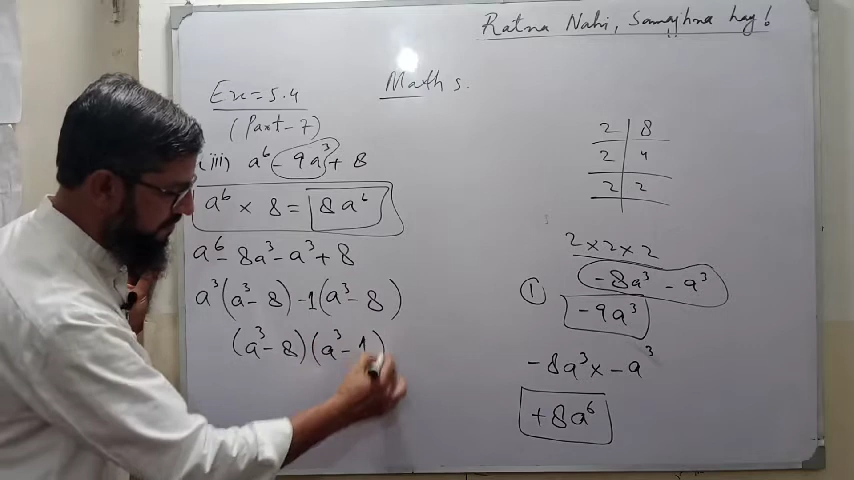 Ratna Nahi, Samajhna hay!
Maths.
Ex = 5.4
(Part - 7)
(iii) a⁶ - 9a³ + 8
a⁶ × 8 = 8a⁶
a⁶ - 8a³ - a³ + 8
a³(a³ - 8) - 1(a³ - 8)
(a³ - 8)(a³ - 1)
2 | 8
2 | 4
2 | 2
2 × 2 × 2
① -8a³ - a³
-9a³
-8a³ × -a³
+8a⁶